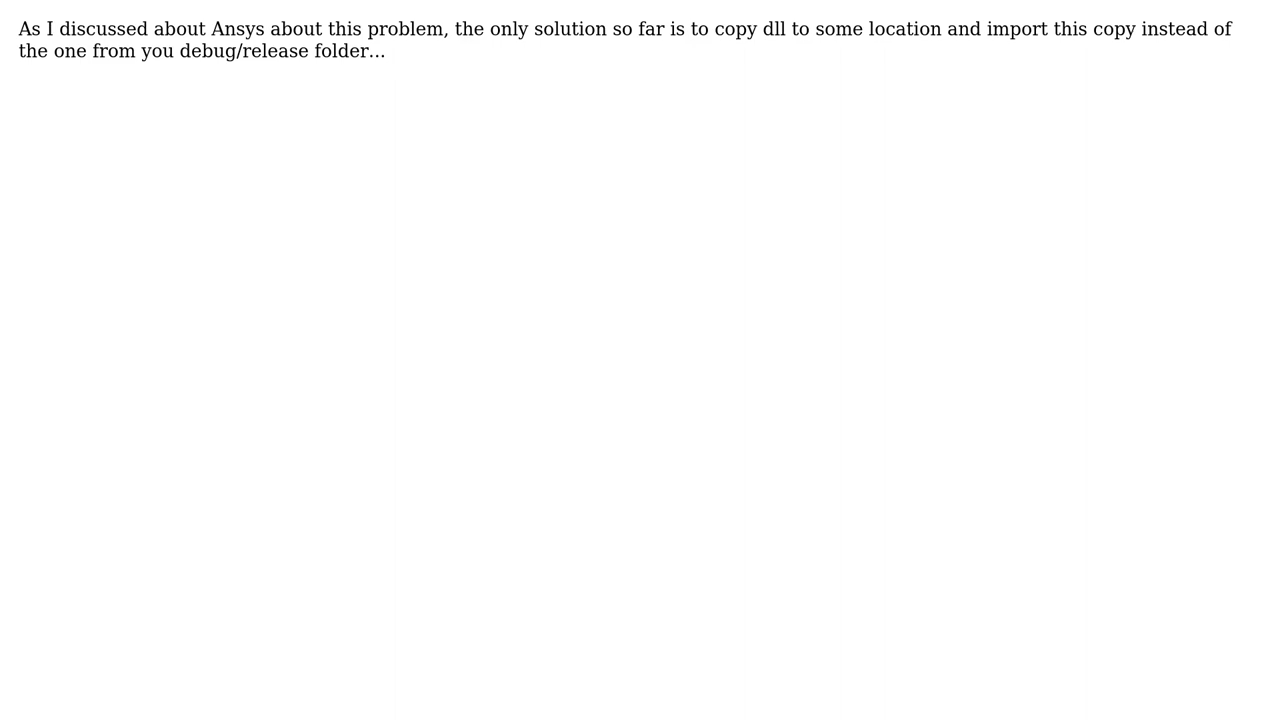 As I discussed about Ansys about this problem, the only solution so far is to copy dll to some location and import this copy instead of
the one from you debug/release folder...